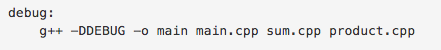 debug:
    g++ –DDEBUG –o main main.cpp sum.cpp product.cpp